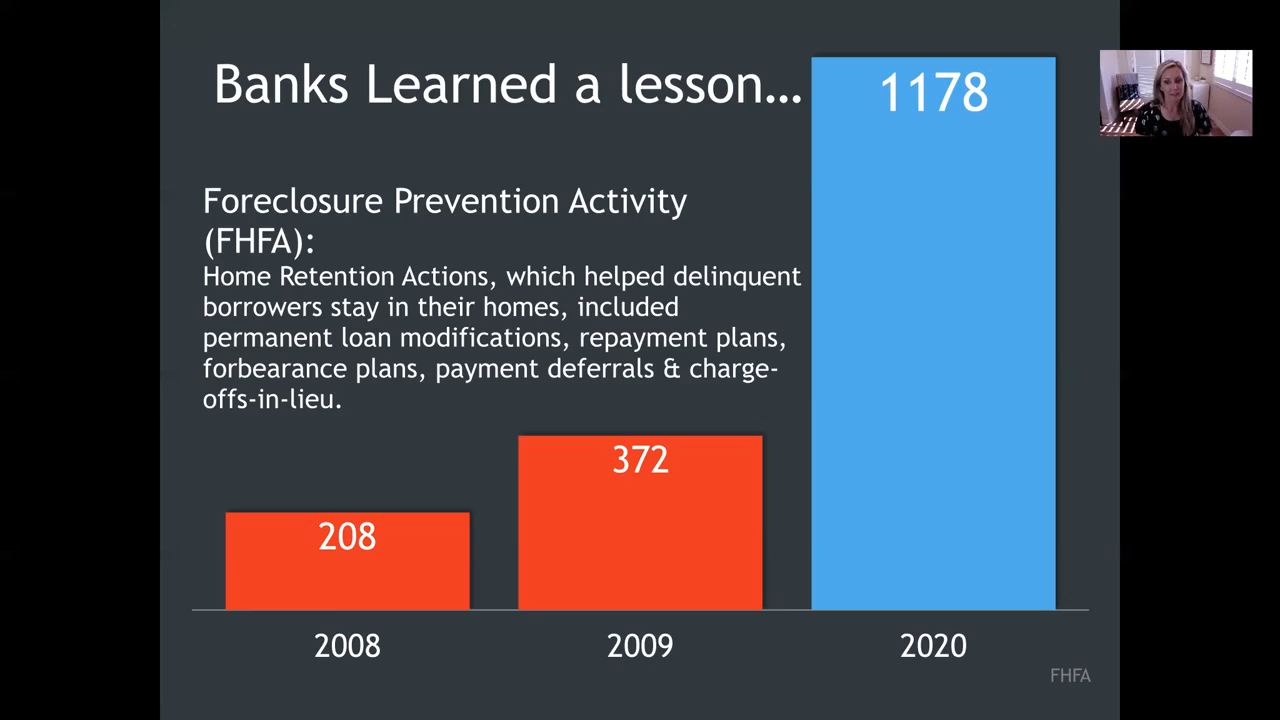 Banks Learned a lesson...
1178
Foreclosure Prevention Activity
(FHFA):
Home Retention Actions, which helped delinquent
borrowers stay in their homes, included
permanent loan modifications, repayment plans,
forbearance plans, payment deferrals & charge-
offs-in-lieu.
372
208
2008
2009
2020
FHFA